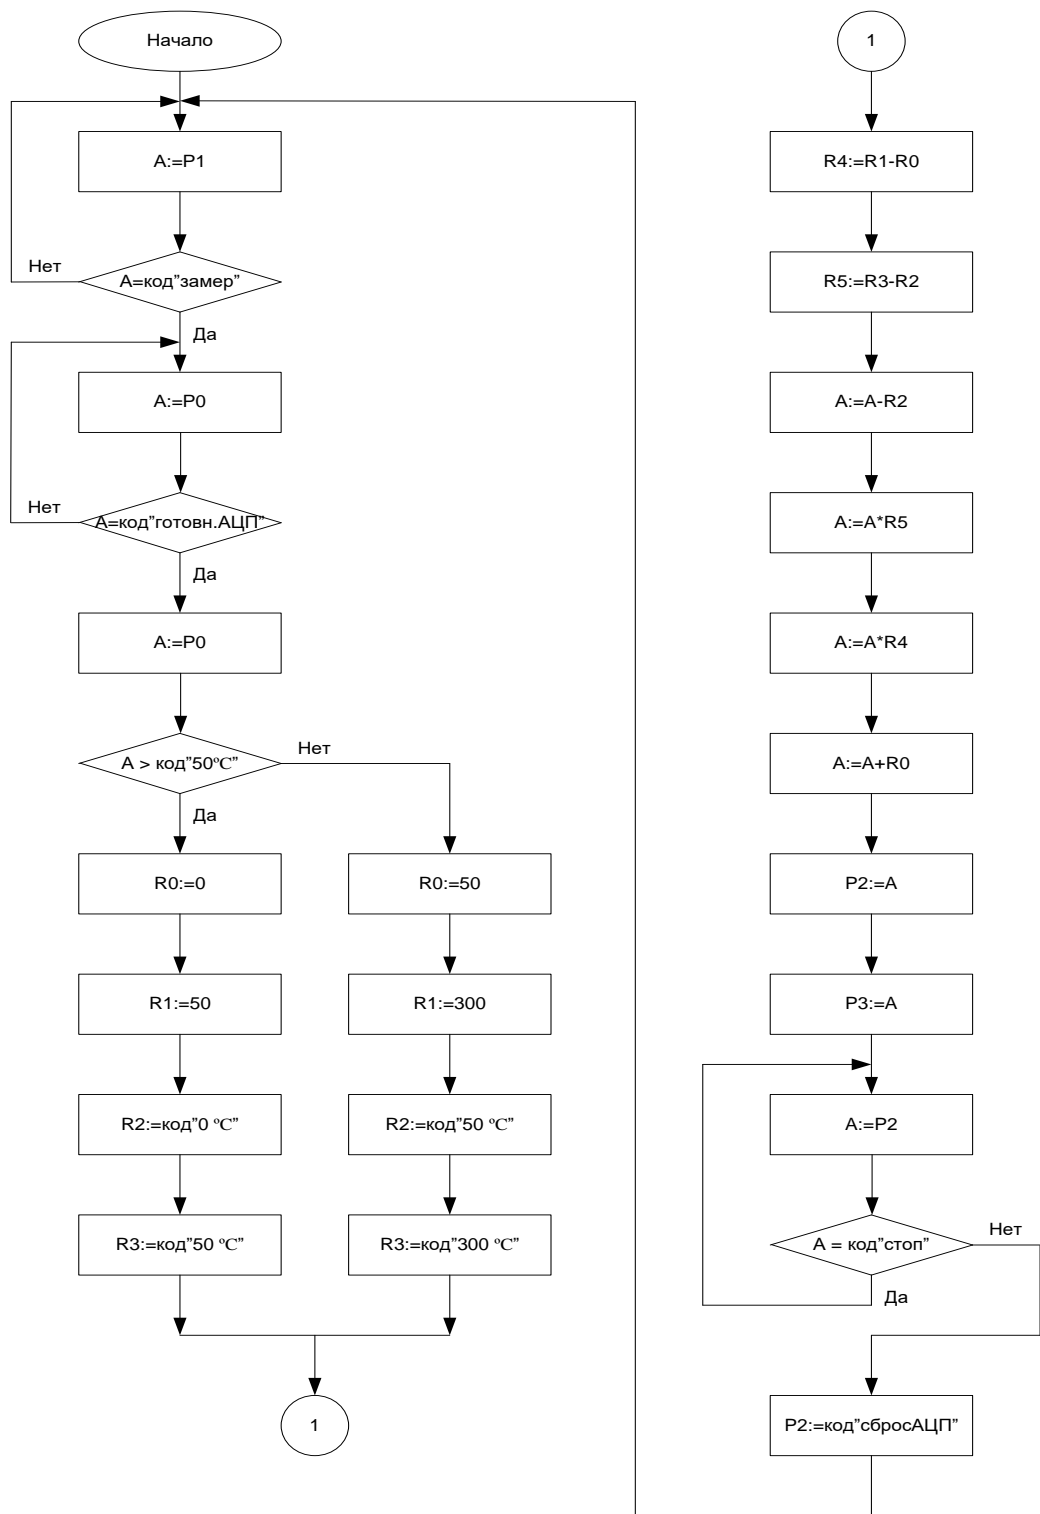 Начало
A:=P1
Нет
A=код"замер"
Да
A:=P0
Нет
A=код"готовн.АЦП"
Да
A:=P0
A > код"50ºC"
Нет
Да
R0:=0
R0:=50
R1:=50
R1:=300
R2:=код"0 ºC"
R2:=код"50 ºC"
R3:=код"50 ºC"
R3:=код"300 ºC"
1
1
R4:=R1-R0
R5:=R3-R2
A:=A-R2
A:=A*R5
A:=A*R4
A:=A+R0
P2:=A
P3:=A
A:=P2
A = код"стоп"
Нет
Да
P2:=код"сбросАЦП"